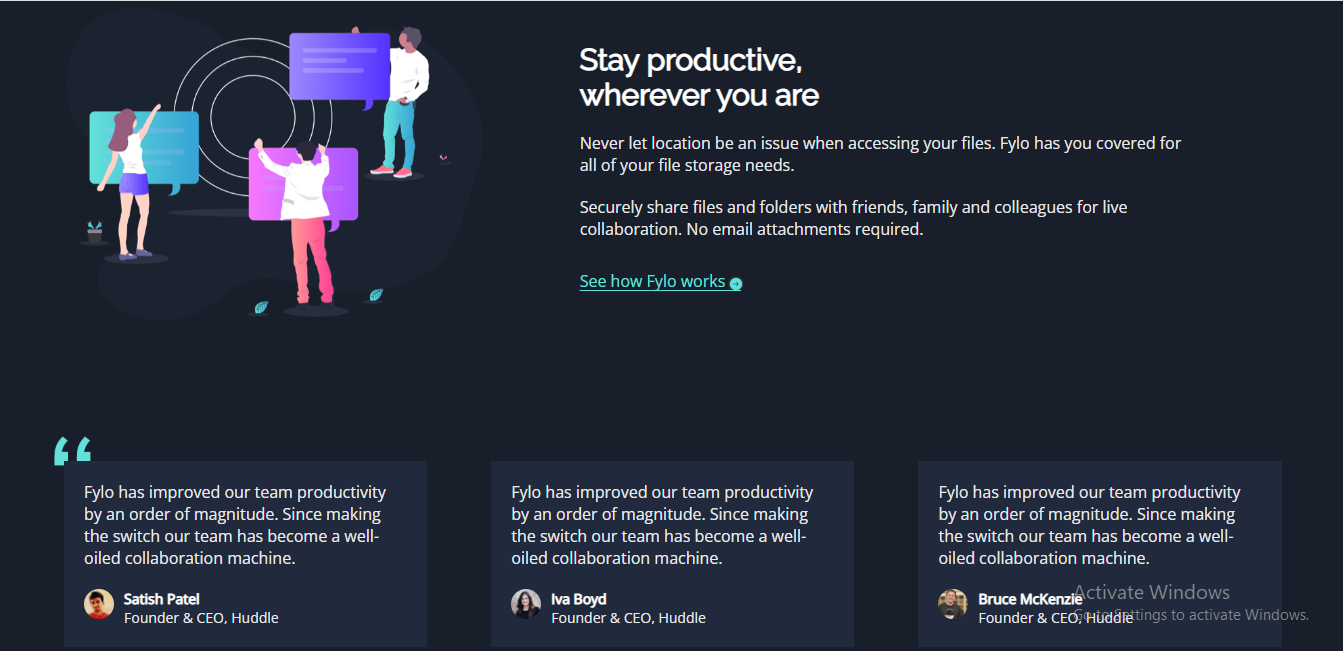 Stay productive,
wherever you are
Never let location be an issue when accessing your files. Fylo has you covered for
all of your file storage needs.
Securely share files and folders with friends, family and colleagues for live
collaboration. No email attachments required.
See how Fylo works
Fylo has improved our team productivity
by an order of magnitude. Since making
the switch our team has become a well-
oiled collaboration machine.
Satish Patel
Founder & CEO, Huddle
Fylo has improved our team productivity
by an order of magnitude. Since making
the switch our team has become a well-
oiled collaboration machine.
Iva Boyd
Founder & CEO, Huddle
Fylo has improved our team productivity
by an order of magnitude. Since making
the switch our team has become a well-
oiled collaboration machine.
Bruce McKenzie
Founder & CEO, Huddle
Activate Windows
Go to Settings to activate Windows.